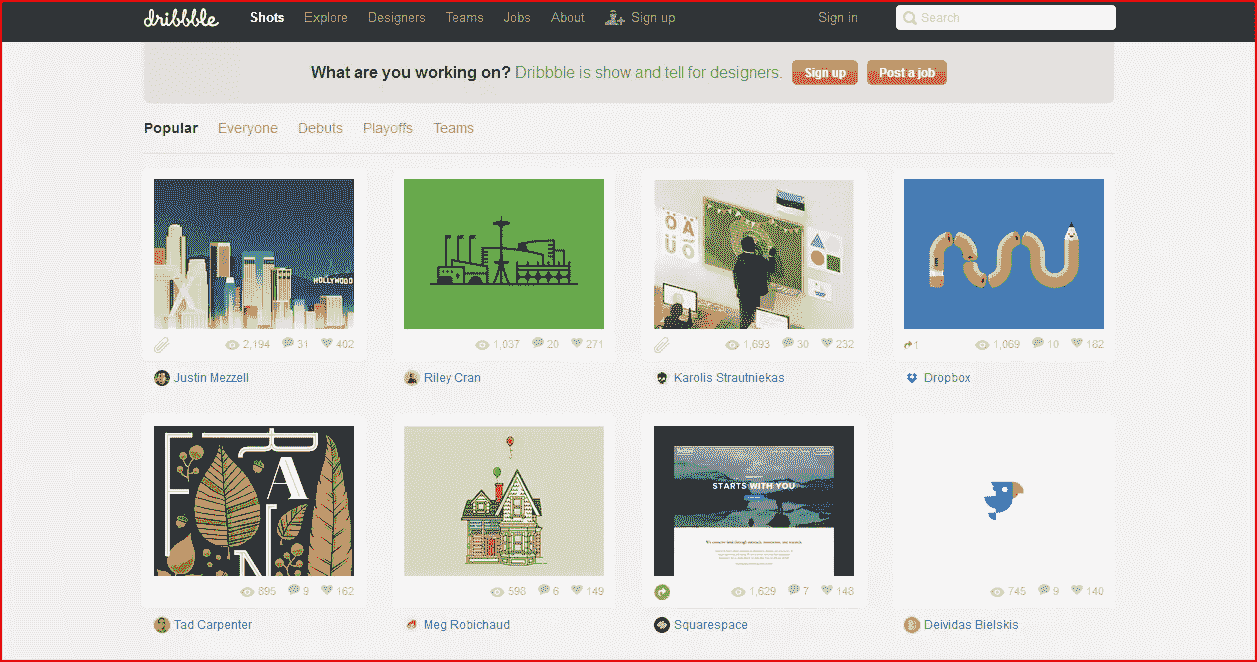 dribbble Shots Explore Designers Teams Jobs About Sign up Sign in Search
What are you working on? Dribbble is show and tell for designers. Sign up Post a job
Popular Everyone Debuts Playoffs Teams
HOLLYWOOD
Ö Ä
Ü Ö
2,194 31 402
1,037 20 271
1,693 30 232
1 1,069 10 162
Justin Mezzell
Riley Cran
Karolis Strautniekas
Dropbox
STARTS WITH YOU
895 9 162
598 6 149
1,629 7 148
745 9 140
Tad Carpenter
Meg Robichaud
Squarespace
Deividas Bielskis